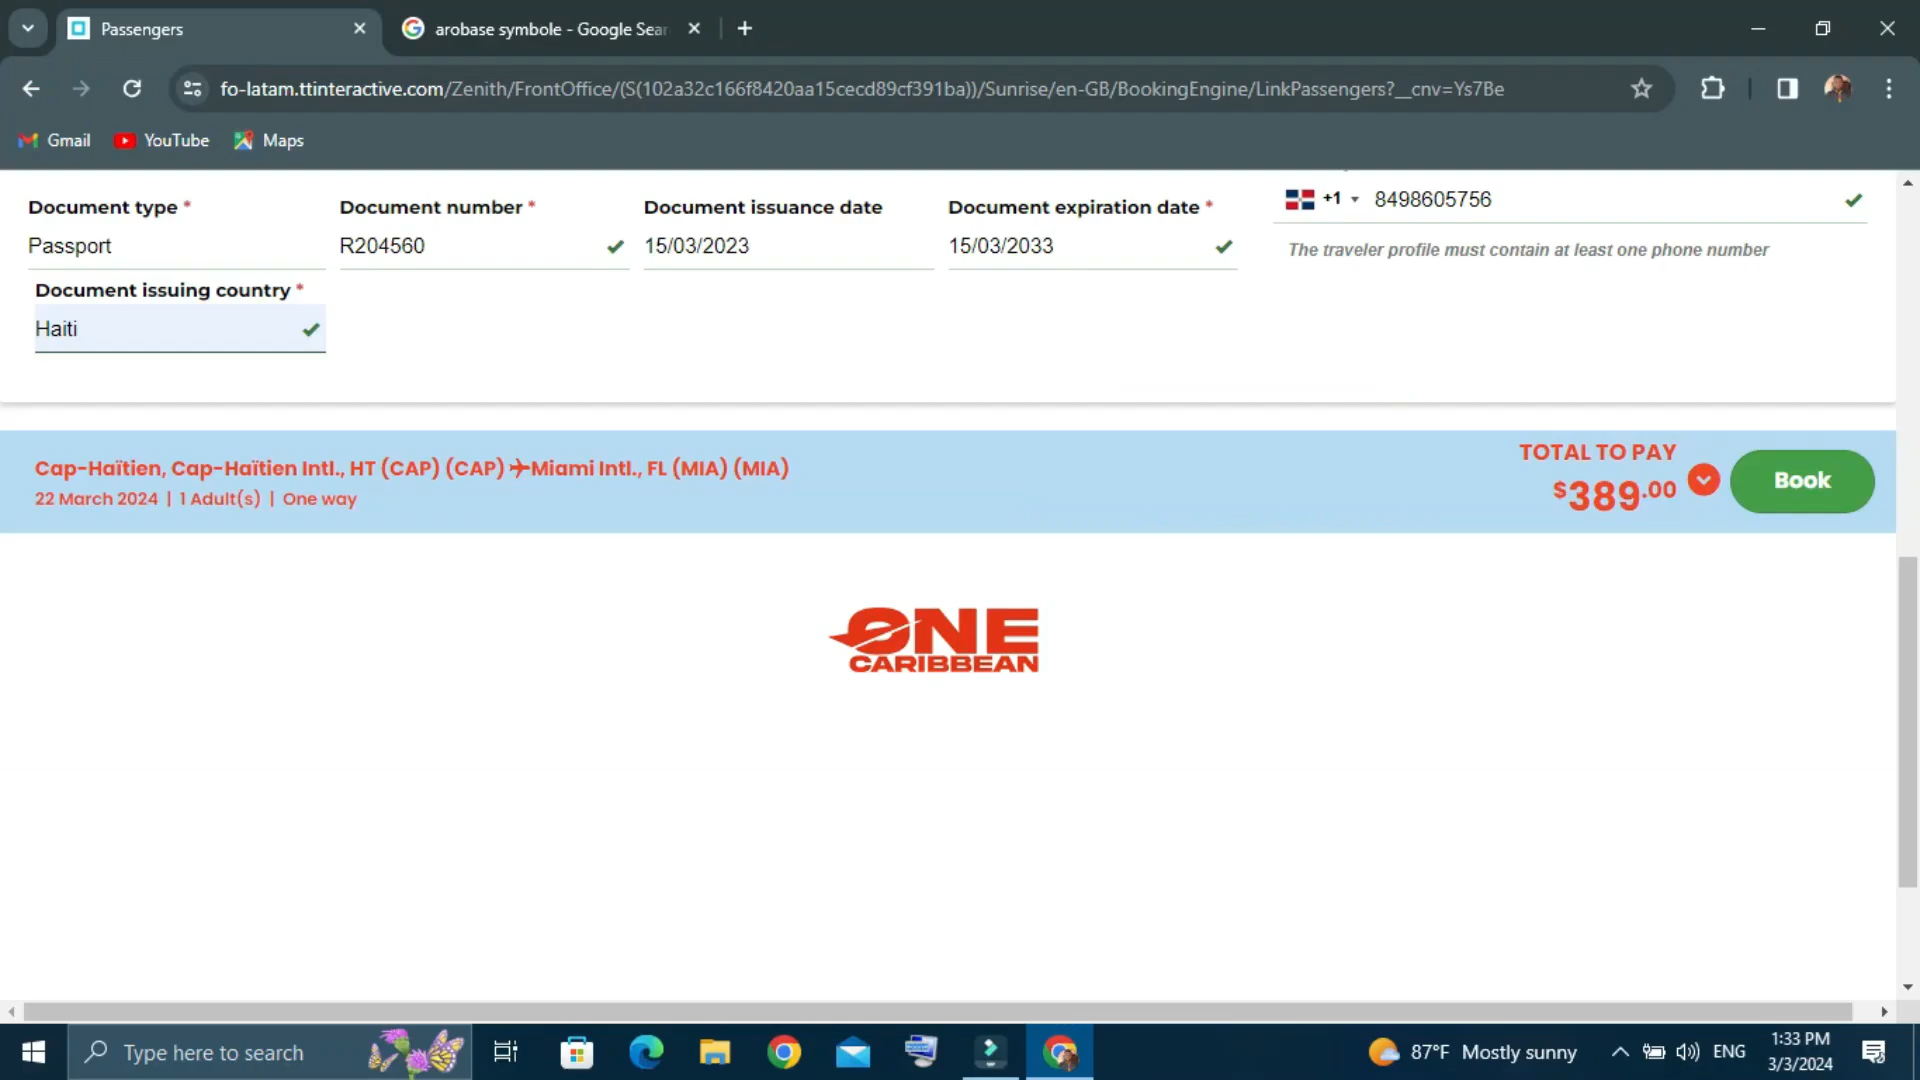 Passengers
arobase symbole - Google Sear
fo-latam.ttinteractive.com/Zenith/FrontOffice/(S(102a32c166f8420aa15cecd89cf391ba))/Sunrise/en-GB/BookingEngine/LinkPassengers?__cnv=Ys7Be
Gmail YouTube Maps
+1 8498605756
Document type * Document number * Document issuance date Document expiration date *
Passport R204560 15/03/2023 15/03/2033
The traveler profile must contain at least one phone number
Document issuing country *
Haiti
Cap-Haïtien, Cap-Haïtien Intl., HT (CAP) (CAP) Miami Intl., FL (MIA) (MIA)
22 March 2024 | 1 Adult(s) | One way
TOTAL TO PAY
$389.00
Book
ONE
CARIBBEAN
Type here to search
87°F Mostly sunny
ENG
1:33 PM
3/3/2024